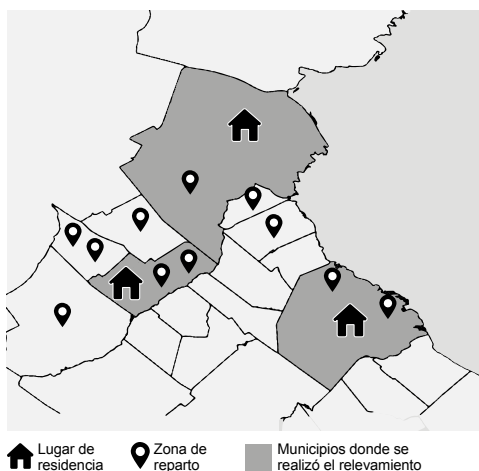 Lugar de
residencia
Zona de
reparto
Municipios donde se
realizó el relevamiento